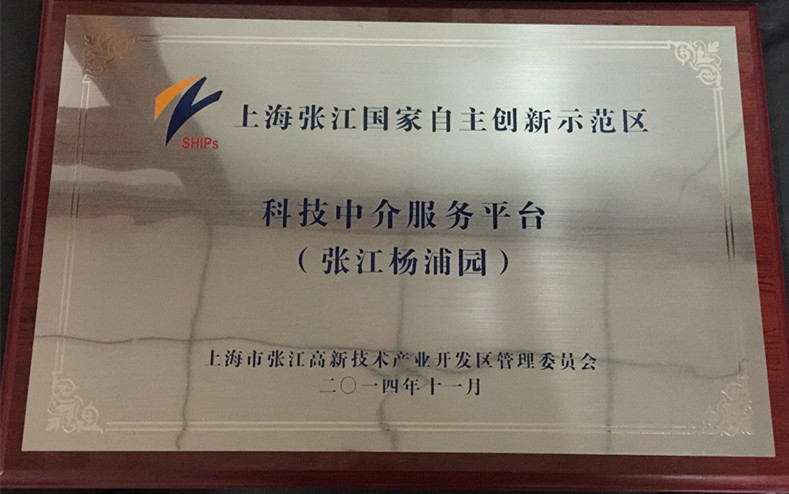 SHIPs
上海张江国家自主创新示范区
科技中介服务平台
（张江杨浦园）
上海市张江高新技术产业开发区管理委员会
二〇一四年十一月